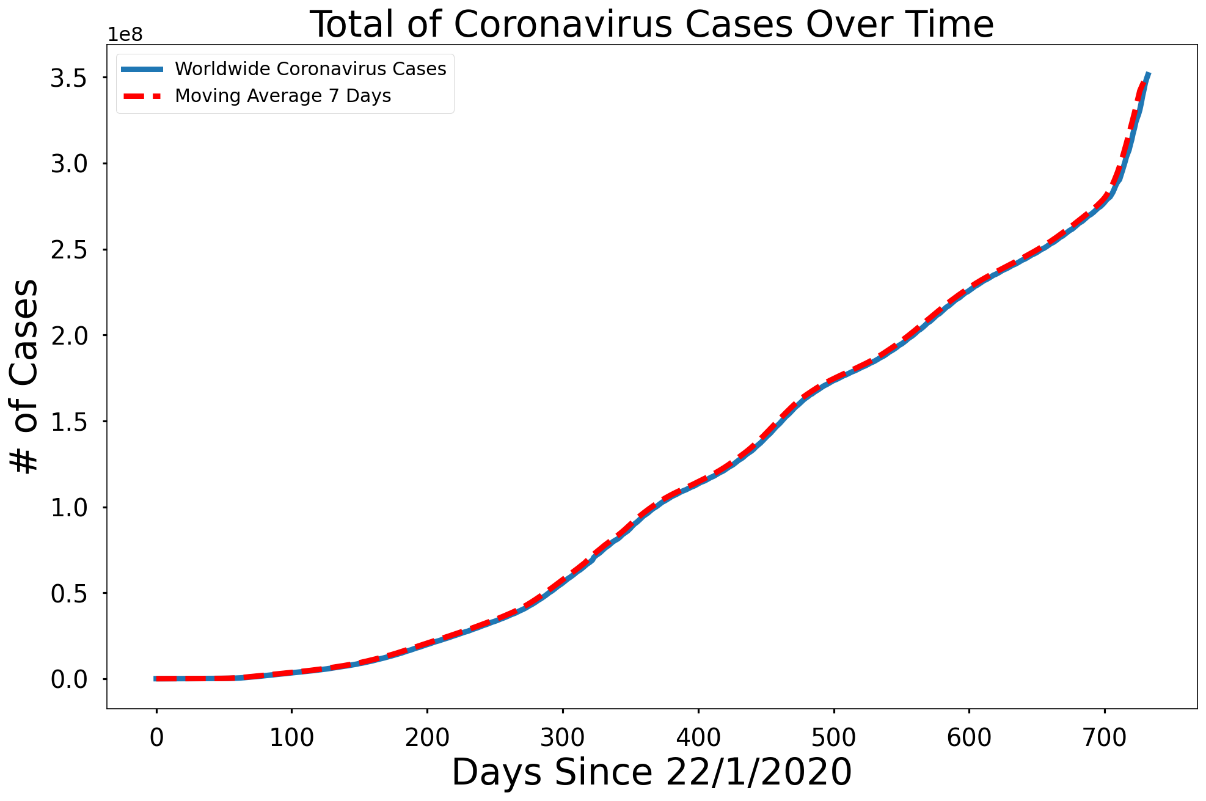 Total of Coronavirus Cases Over Time
1e8
Worldwide Coronavirus Cases
Moving Average 7 Days
3.5
3.0
2.5
2.0
1.5
1.0
0.5
0.0
# of Cases
0 100 200 300 400 500 600 700
Days Since 22/1/2020